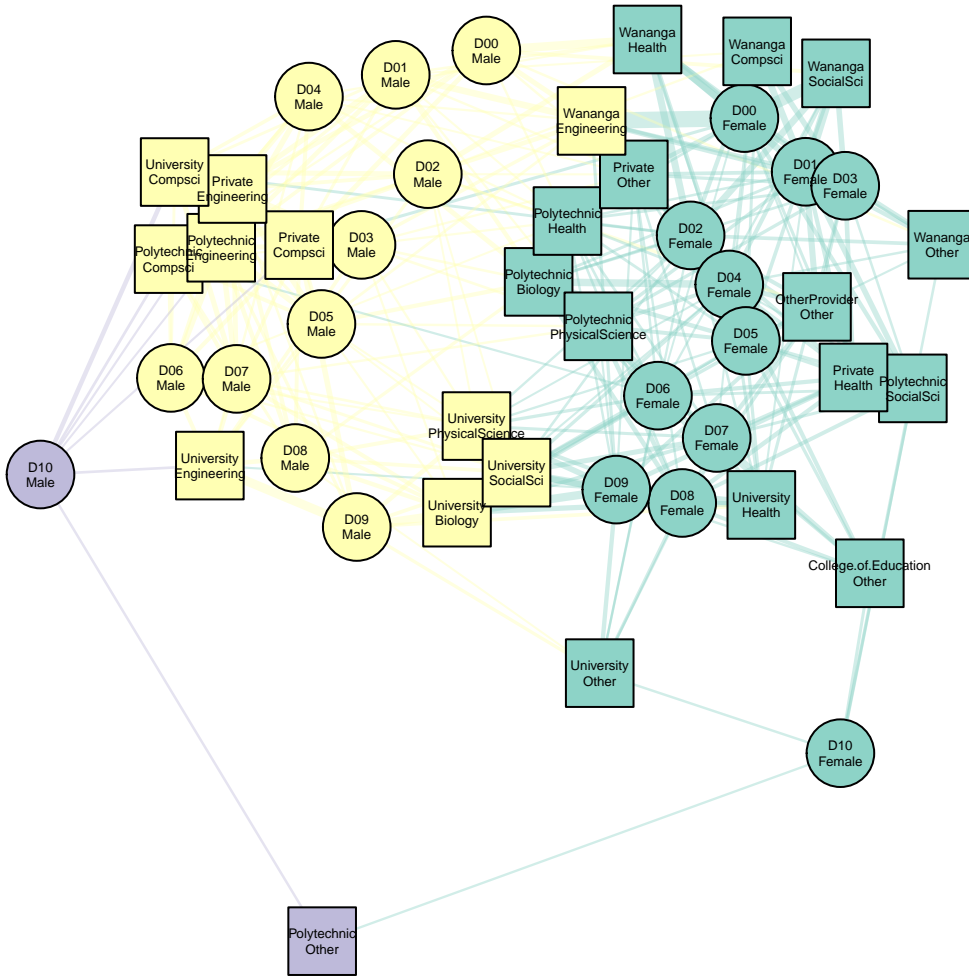 D00
Male
Wananga
Health
Wananga
Compsci
D01
Male
Wananga
SocialSci
D04
Male
Wananga
Engineering
D00
Female
University
Compsci
D02
Male
Private
Other
D01
Female
D03
Female
Private
Engineering
Polytechnic
Health
D02
Female
Wananga
Other
Polytechnic
Compsci
Polytechnic
Engineering
Private
Compsci
D03
Male
Polytechnic
Biology
D04
Female
OtherProvider
Other
D05
Male
Polytechnic
PhysicalScience
D05
Female
D06
Male
D07
Male
Private
Health
Polytechnic
SocialSci
D06
Female
University
PhysicalScience
D07
Female
D10
Male
University
Engineering
D08
Male
University
SocialSci
D09
Female
D08
Female
University
Health
University
Biology
D09
Male
College.of.Education
Other
University
Other
D10
Female
Polytechnic
Other